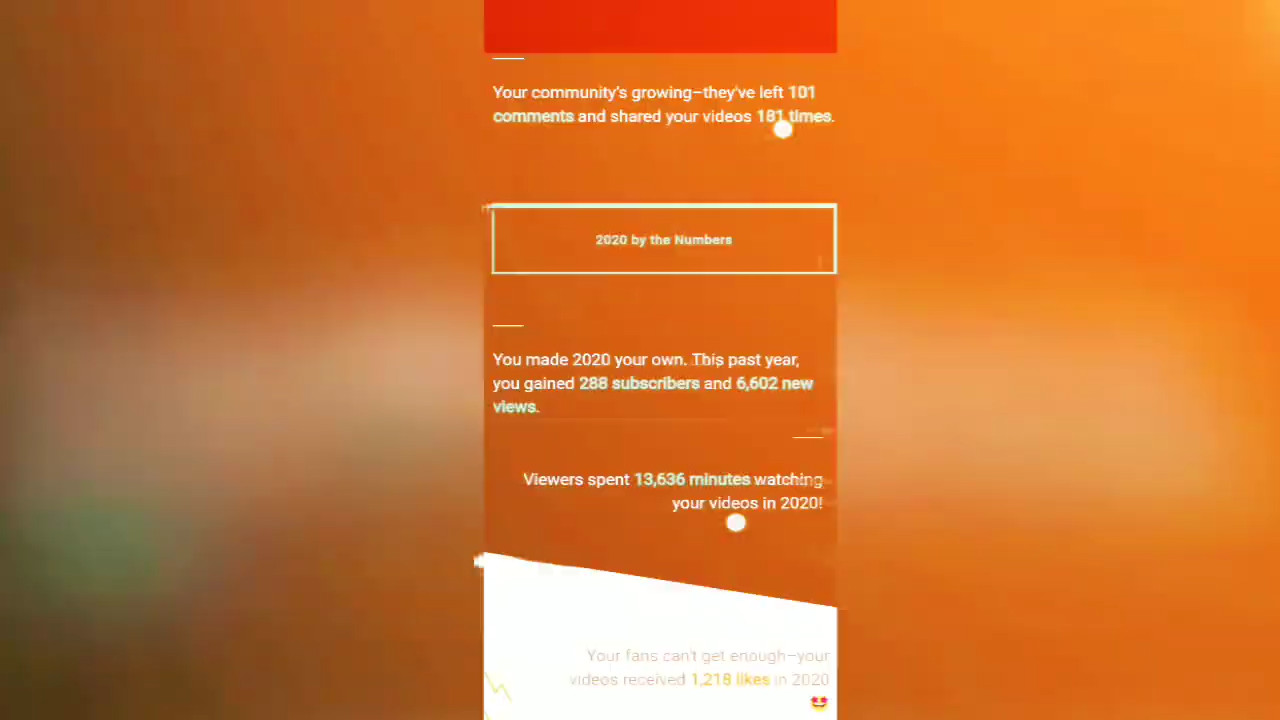 Your community's growing–they've left 101
comments and shared your videos 181 times.
2020 by the Numbers
You made 2020 your own. This past year,
you gained 288 subscribers and 6,602 new
views.
Viewers spent 13,636 minutes watching
your videos in 2020!
Your fans can't get enough–your
videos received 1,218 likes in 2020
🤩